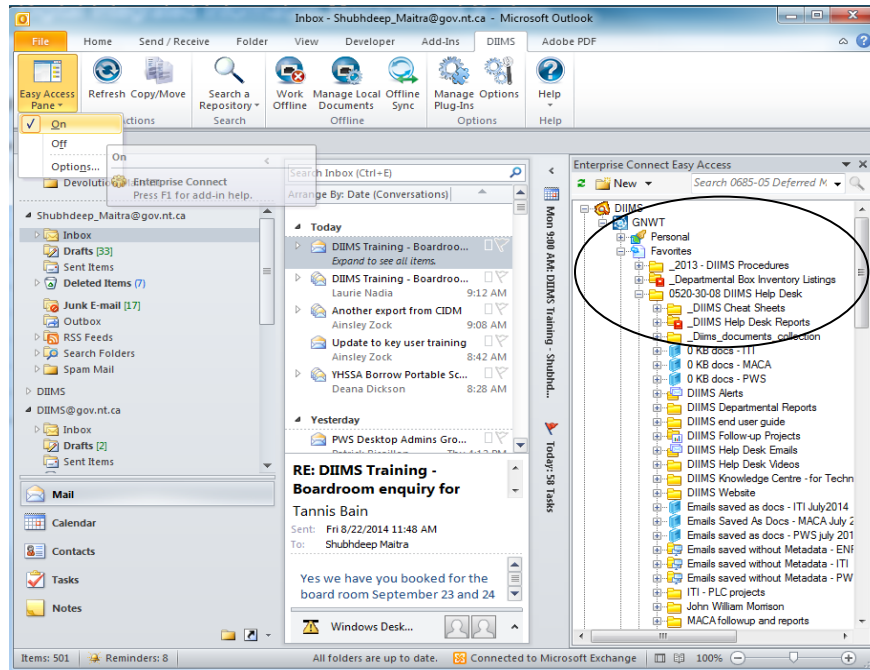 Inbox - Shubhdeep_Maitra@gov.nt.ca - Microsoft Outlook
File Home Send / Receive Folder View Developer Add-Ins DIIMS Adobe PDF
Easy Access Pane
Refresh Copy/Move
Search a Repository
Work Offline
Manage Local Documents
Offline Sync
Manage Plug-Ins
Options
Help
Actions Search Offline Options Help
On
Off
Options...
On
Enterprise Connect
Press F1 for add-in help.
Shubhdeep_Maitra@gov.nt.ca
Inbox
Drafts [33]
Sent Items
Deleted Items (7)
Junk E-mail [17]
Outbox
RSS Feeds
Search Folders
Spam Mail
DIIMS
DIIMS@gov.nt.ca
Inbox
Drafts [2]
Sent Items
Mail
Calendar
Contacts
Tasks
Notes
Search Inbox (Ctrl+E)
Arrange By: Date (Conversations)
Today
DIIMS Training - Boardroo...
Expand to see all items.
DIIMS Training - Boardroo...
Laurie Nadia 9:12 AM
Another export from CIDM
Ainsley Zock 9:08 AM
Update to key user training
Ainsley Zock 8:42 AM
YHSSA Borrow Portable Sc...
Deana Dickson 8:28 AM
Yesterday
PWS Desktop Admins Gro...
RE: DIIMS Training - 
Boardroom enquiry for
Tannis Bain
Sent: Fri 8/22/2014 11:48 AM
To: Shubhdeep Maitra
Yes we have you booked for the
board room September 23 and 24
Windows Desk...
Mon 9:00 AM: DIIMS Training - Shubhd...
Today: 58 Tasks
Enterprise Connect Easy Access
New
Search 0685-05 Deferred M
DIIMS
GNWT
Personal
Favorites
_2013 - DIIMS Procedures
_Departmental Box Inventory Listings
0520-30-08 DIIMS Help Desk
_DIIMS Cheat Sheets
_DIIMS Help Desk Reports
_Diims_documents_collection
0 KB docs - ITI
0 KB docs - MACA
0 KB docs - PWS
DIIMS Alerts
DIIMS Departmental Reports
DIIMS end user guide
DIIMS Follow-up Projects
DIIMS Help Desk Emails
DIIMS Help Desk Videos
DIIMS Knowledge Centre - for Techn
DIIMS Website
Emails saved as docs - ITI July2014
Emails Saved As Docs - MACA July 2
Emails saved as docs - PWS july 201
Emails saved without Metadata - ENF
Emails saved without Metadata - ITI
Emails saved without Metadata - PW
ITI - PLC projects
John William Morrison
MACA followup and reports
Items: 501 Reminders: 8 All folders are up to date. Connected to Microsoft Exchange 100%